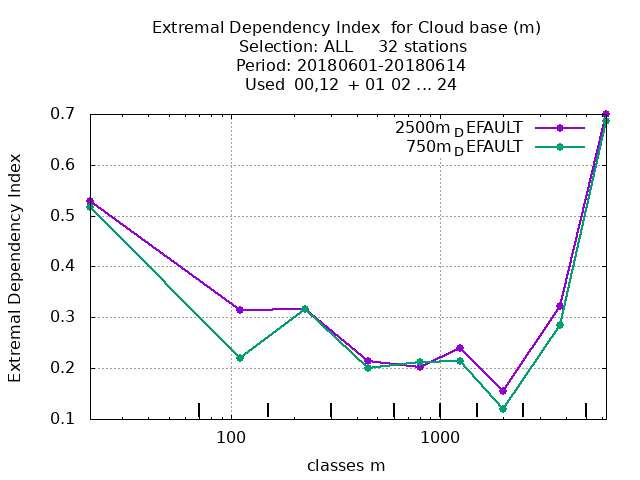 Extremal Dependency Index  for Cloud base (m)
Selection: ALL     32 stations
Period: 20180601-20180614
Used  00,12  + 01 02 ... 24
2500m_DEFAULT
750m_DEFAULT
0.7
0.6
0.5
0.4
0.3
0.2
0.1
Extremal Dependency Index
100
1000
classes m